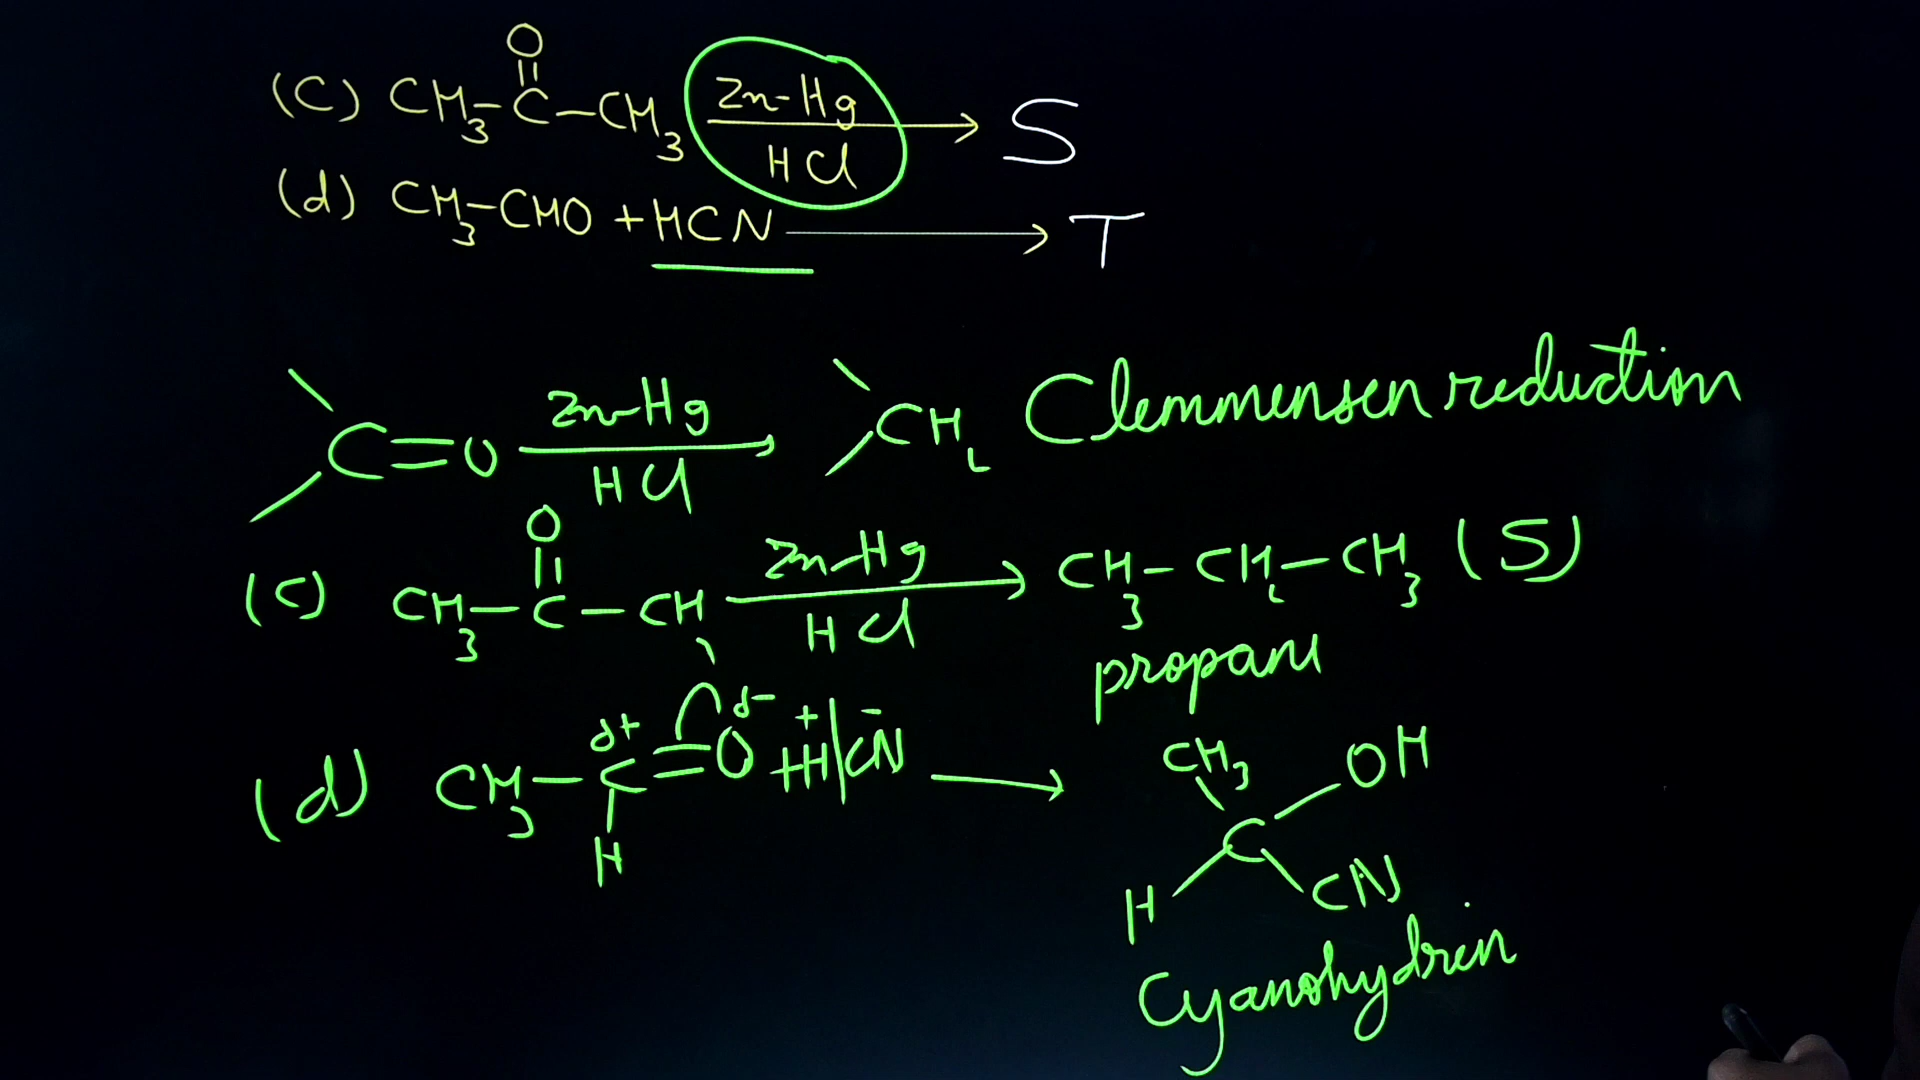 (C) CH3-C(=O)-CH3 Zn-Hg/HCl → S
(d) CH3-CHO + HCN → T
C=O Zn-Hg/HCl → CH2 Clemmensen reduction
(c) CH3-C(=O)-CH3 Zn-Hg/HCl → CH3-CH2-CH3 (S)
propane
(d) CH3-C(δ+)(H)=O(δ-) + H(+)/CN(-) → CH3 C OH H CN
Cyanohydrin